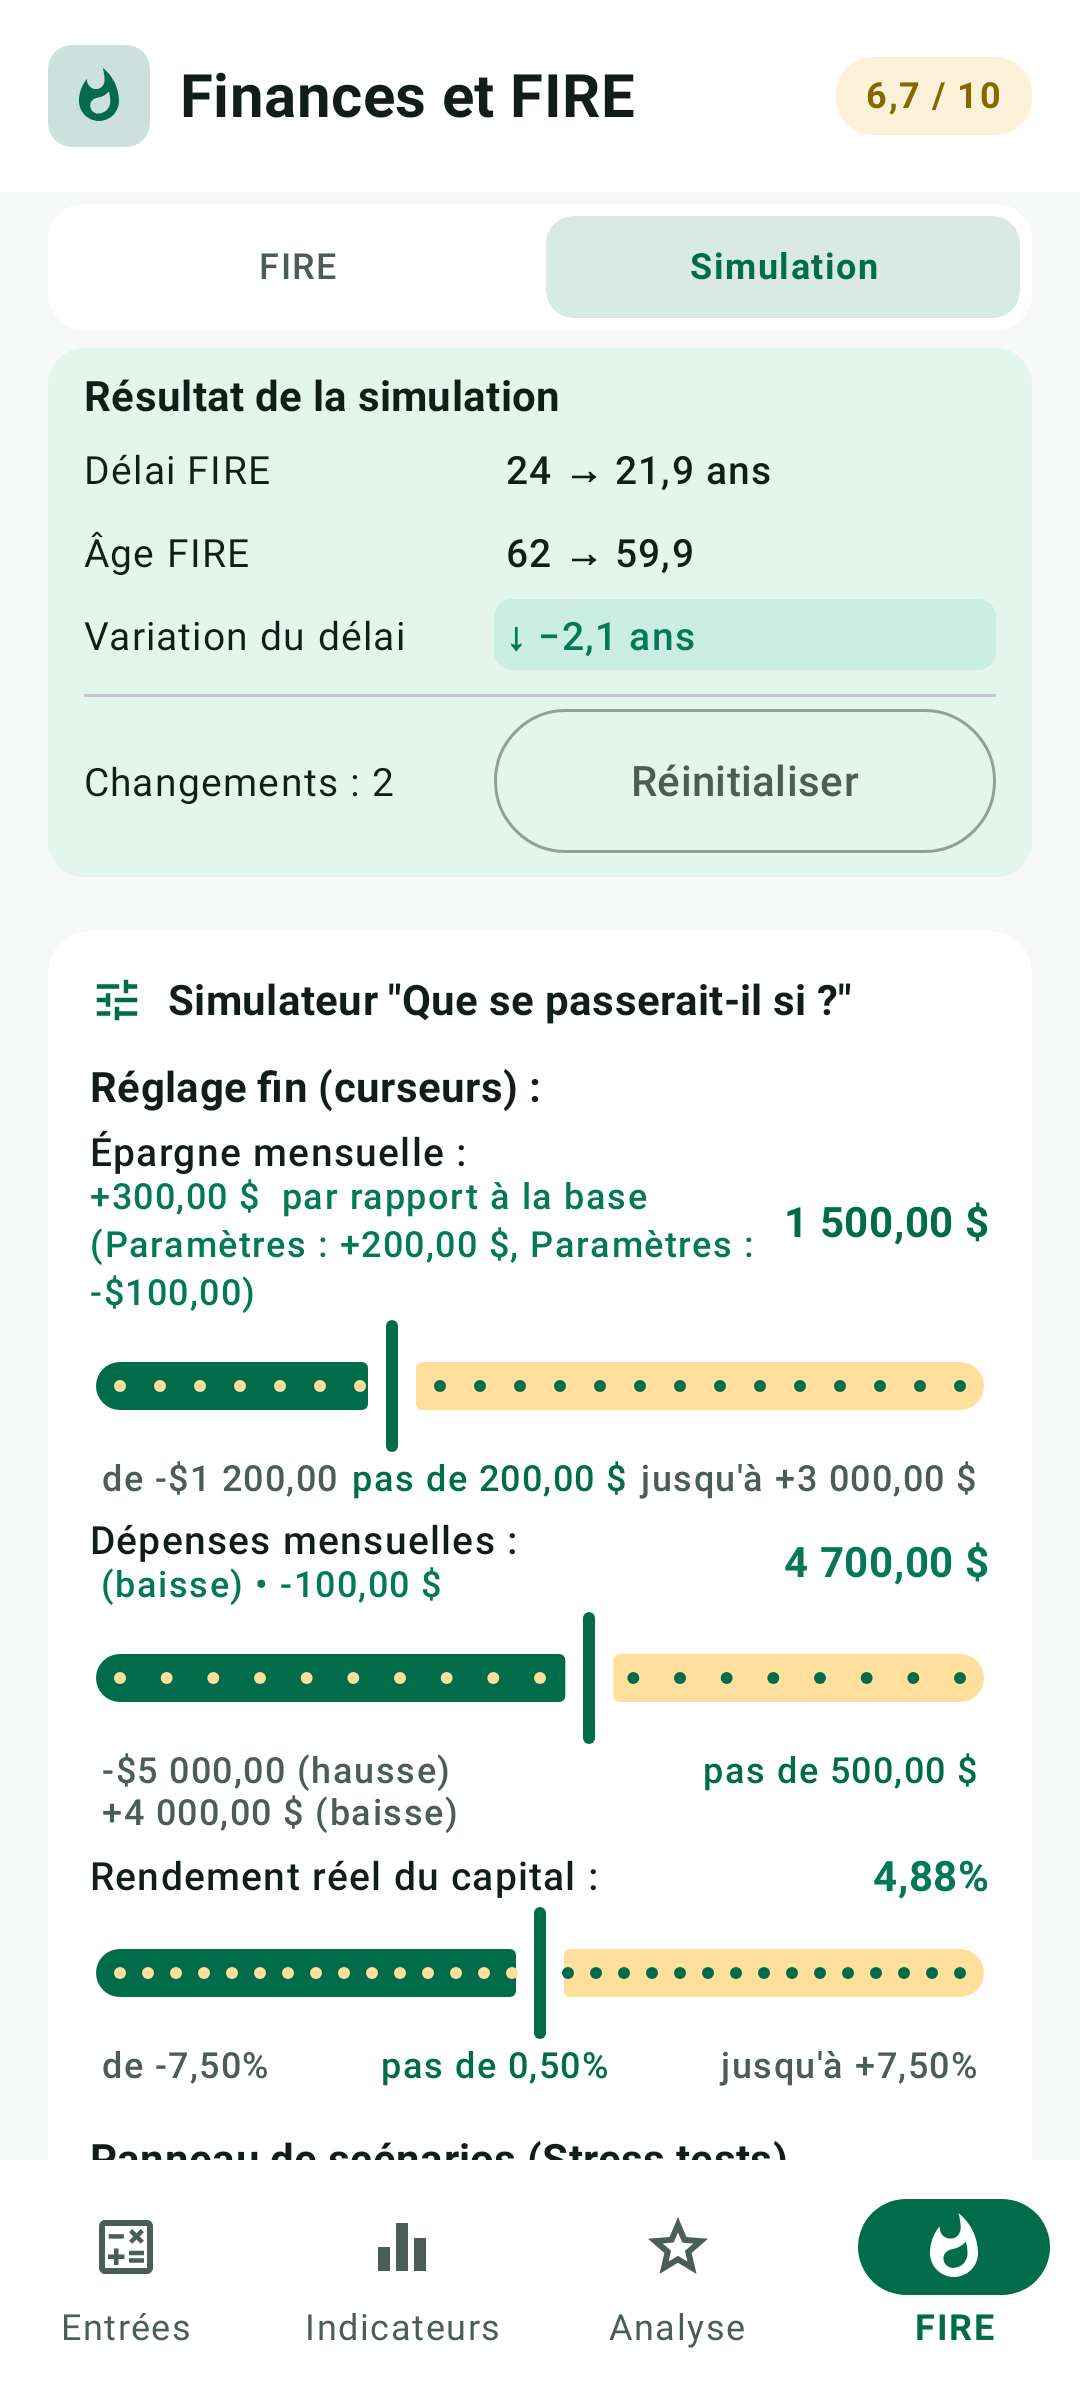 Finances et FIRE
6,7 / 10
FIRE
Simulation
Résultat de la simulation
Délai FIRE 24 → 21,9 ans
Âge FIRE 62 → 59,9
Variation du délai ↓ −2,1 ans
Changements : 2 Réinitialiser
Simulateur "Que se passerait-il si ?"
Réglage fin (curseurs) :
Épargne mensuelle :
+300,00 $ par rapport à la base
(Paramètres : +200,00 $, Paramètres :
-$100,00)
1 500,00 $
de -$1 200,00 pas de 200,00 $ jusqu'à +3 000,00 $
Dépenses mensuelles :
(baisse) • -100,00 $
4 700,00 $
-$5 000,00 (hausse)
+4 000,00 $ (baisse)
pas de 500,00 $
Rendement réel du capital : 4,88%
de -7,50% pas de 0,50% jusqu'à +7,50%
Panneau de scénarios (Stress tests)
Entrées
Indicateurs
Analyse
FIRE